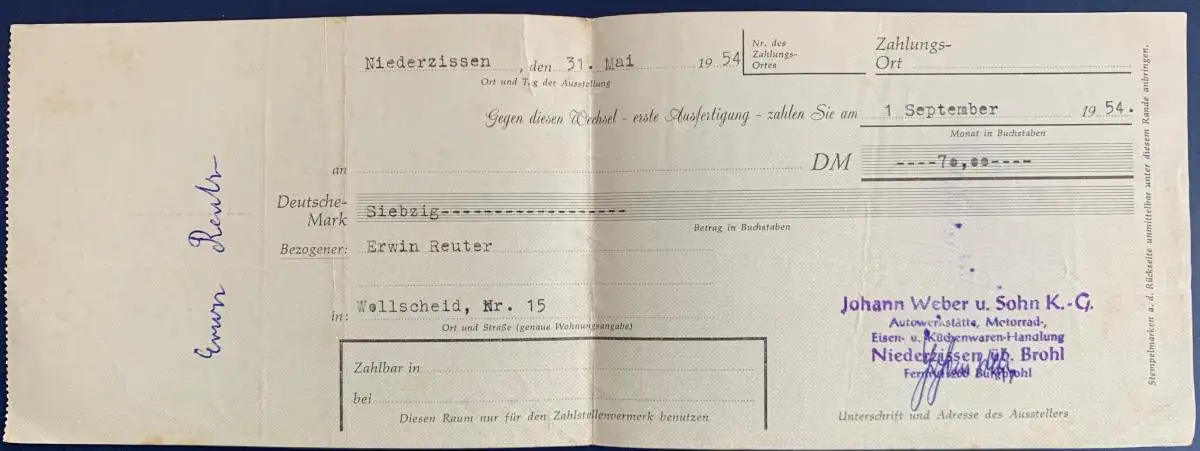 Niederzissen, den 31. Mai 1954
Ort und Tag der Ausstellung
Nr. des
Zahlungs-
Ortes
Zahlungs-
Ort
Gegen diesen Wechsel - erste Ausfertigung - zahlen Sie am 1 September 1954.
Monat in Buchstaben
an
DM ----70,00----
Deutsche-
Mark Siebzig-------------------
Betrag in Buchstaben
Bezogener: Erwin Reuter
in: Wollscheid, Nr. 15
Ort und Straße (genaue Wohnungsangabe)
Zahlbar in
bei
Diesen Raum nur für den Zahlstellenvermerk benutzen
Johann Weber u. Sohn K.-G.
Autowerkstätte, Motorrad-,
Eisen- u. Küchenwaren-Handlung
Niederzissen üb. Brohl
Burgbrohl
Unterschrift und Adresse des Ausstellers
Stempelmarken a. d. Rückseite unmittelbar unter diesem Rande anbringen.
Erwin Reuter